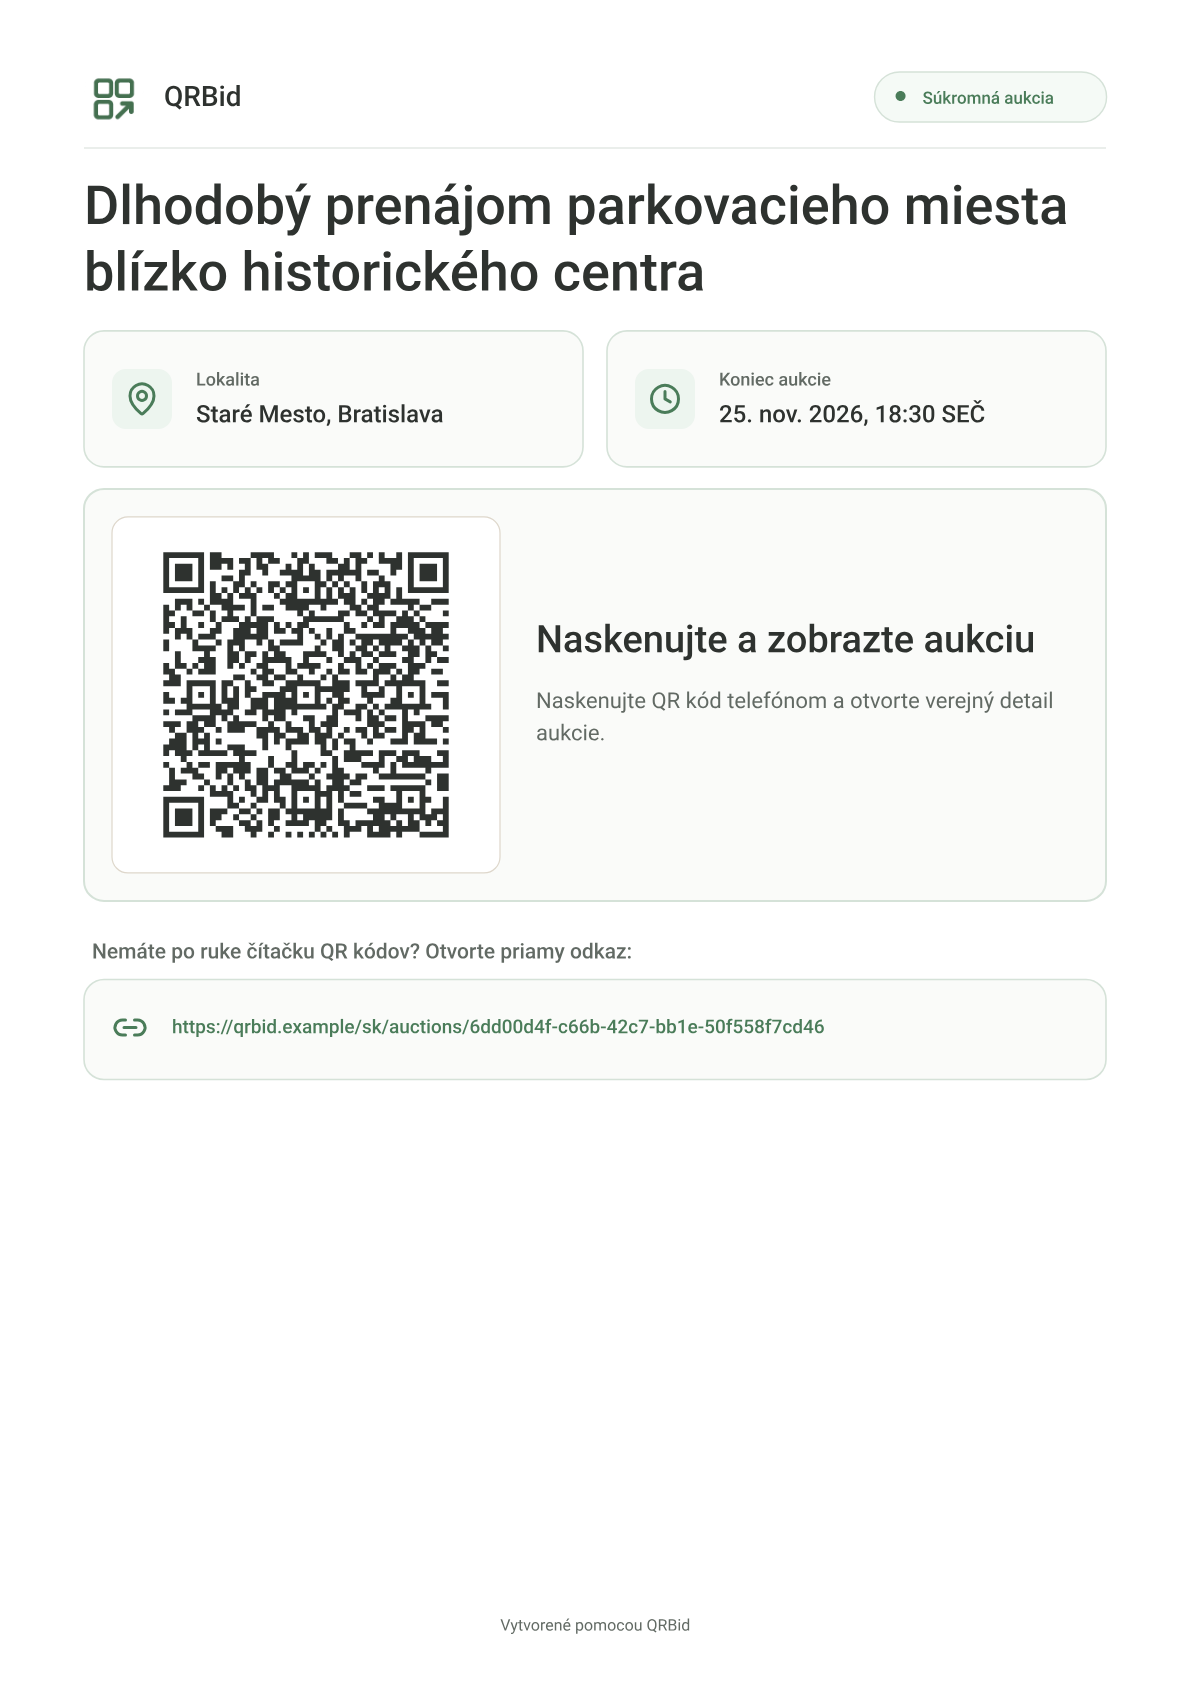 QRBid
Súkromná aukcia
Dlhodobý prenájom parkovacieho miesta
blízko historického centra
Lokalita
Staré Mesto, Bratislava
Koniec aukcie
25. nov. 2026, 18:30 SEČ
Naskenujte a zobrazte aukciu
Naskenujte QR kód telefónom a otvorte verejný detail
aukcie.
Nemáte po ruke čítačku QR kódov? Otvorte priamy odkaz:
https://qrbid.example/sk/auctions/6dd00d4f-c66b-42c7-bb1e-50f558f7cd46
Vytvorené pomocou QRBid